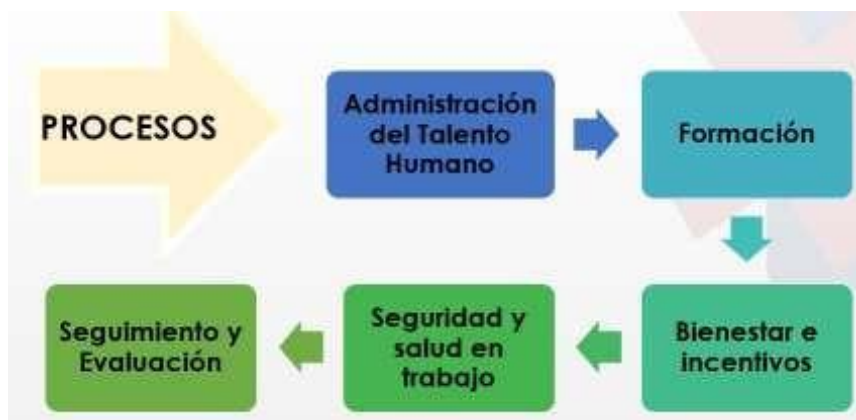 PROCESOS
Administración
del Talento
Humano
Formación
Bienestar e
incentivos
Seguridad y
salud en
trabajo
Seguimiento y
Evaluación